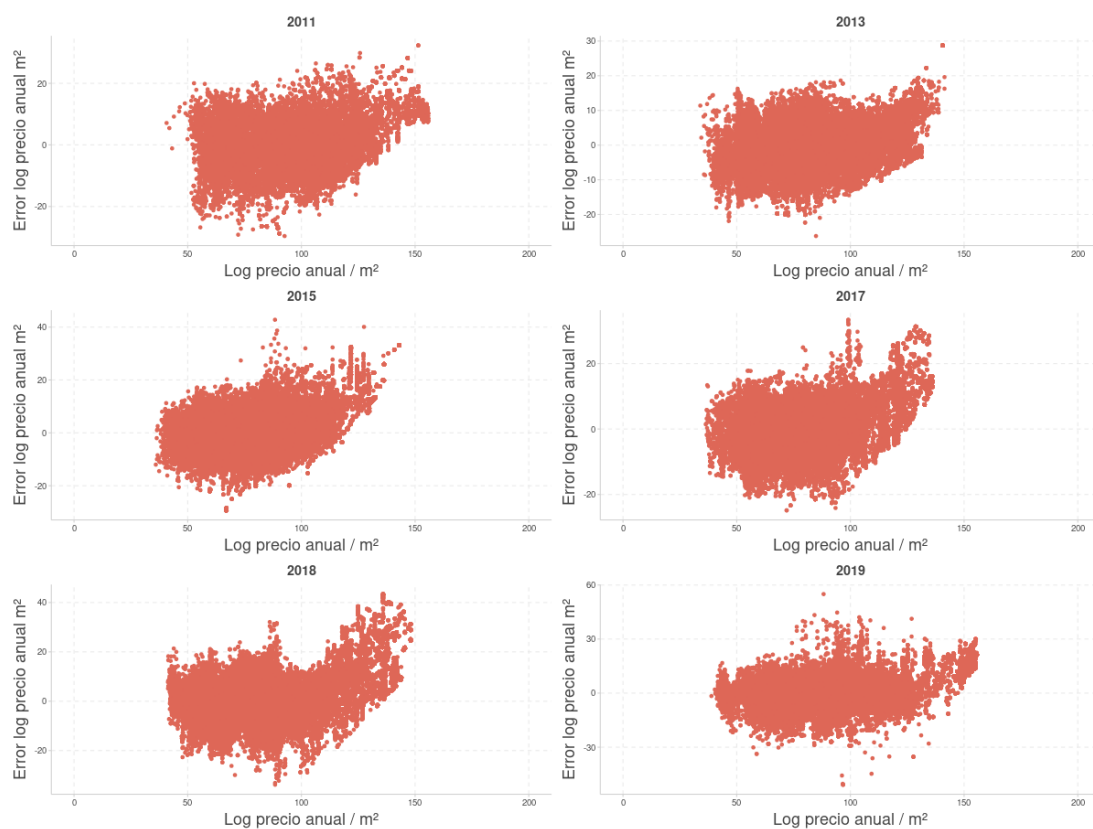 2011
Error log precio anual m²
20
0
-20
0 50 100 150 200
Log precio anual / m²
2013
Error log precio anual m²
30
20
10
0
-10
-20
0 50 100 150 200
Log precio anual / m²
2015
Error log precio anual m²
40
20
0
-20
0 50 100 150 200
Log precio anual / m²
2017
Error log precio anual m²
20
0
-20
0 50 100 150 200
Log precio anual / m²
2018
Error log precio anual m²
40
20
0
-20
0 50 100 150 200
Log precio anual / m²
2019
Error log precio anual m²
60
30
0
-30
0 50 100 150 200
Log precio anual / m²